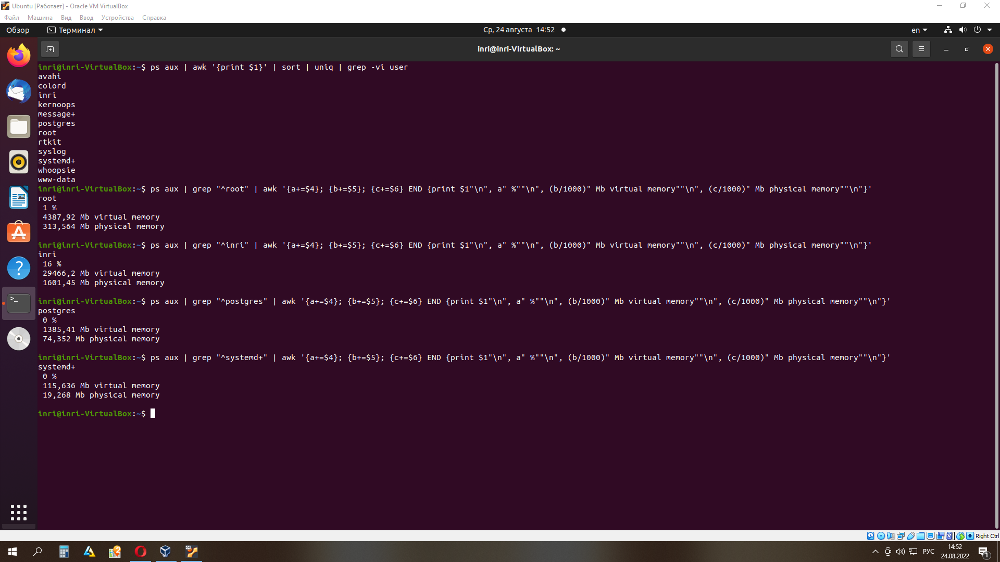 Ubuntu [Работает] - Oracle VM VirtualBox
Файл Машина Вид Ввод Устройства Справка
Обзор Терминал Ср, 24 августа 14:52 en
inri@inri-VirtualBox: ~
inri@inri-VirtualBox:~$ ps aux | awk '{print $1}' | sort | uniq | grep -vi user
avahi
colord
inri
kernoops
message+
postgres
root
rtkit
syslog
systemd+
whoopsie
www-data
inri@inri-VirtualBox:~$ ps aux | grep "^root" | awk '{a+=$4}; {b+=$5}; {c+=$6} END {print $1"\n", a" %""\n", (b/1000)" Mb virtual memory""\n", (c/1000)" Mb physical memory""\n"}'
root
 1 %
 4387,92 Mb virtual memory
 313,564 Mb physical memory

inri@inri-VirtualBox:~$ ps aux | grep "^inri" | awk '{a+=$4}; {b+=$5}; {c+=$6} END {print $1"\n", a" %""\n", (b/1000)" Mb virtual memory""\n", (c/1000)" Mb physical memory""\n"}'
inri
 16 %
 29466,2 Mb virtual memory
 1601,45 Mb physical memory

inri@inri-VirtualBox:~$ ps aux | grep "^postgres" | awk '{a+=$4}; {b+=$5}; {c+=$6} END {print $1"\n", a" %""\n", (b/1000)" Mb virtual memory""\n", (c/1000)" Mb physical memory""\n"}'
postgres
 0 %
 1385,41 Mb virtual memory
 74,352 Mb physical memory

inri@inri-VirtualBox:~$ ps aux | grep "^systemd+" | awk '{a+=$4}; {b+=$5}; {c+=$6} END {print $1"\n", a" %""\n", (b/1000)" Mb virtual memory""\n", (c/1000)" Mb physical memory""\n"}'
systemd+
 0 %
 115,636 Mb virtual memory
 19,268 Mb physical memory

inri@inri-VirtualBox:~$
Right Ctrl
РУС 14:52
24.08.2022
1